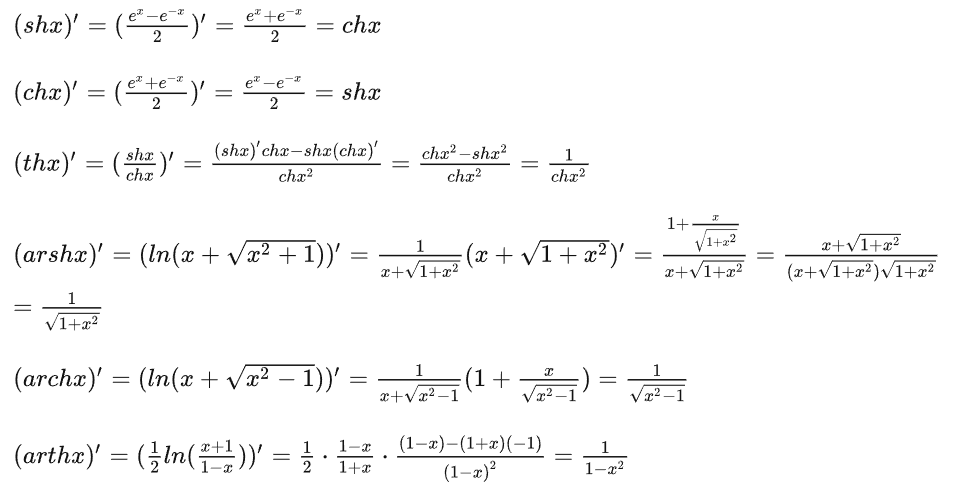 $(shx)' = (\frac{e^x-e^{-x}}{2})' = \frac{e^x+e^{-x}}{2} = chx$
$(chx)' = (\frac{e^x+e^{-x}}{2})' = \frac{e^x-e^{-x}}{2} = shx$
$(thx)' = (\frac{shx}{chx})' = \frac{(shx)'chx-shx(chx)'}{chx^2} = \frac{chx^2-shx^2}{chx^2} = \frac{1}{chx^2}$
$(arshx)' = (ln(x+\sqrt{x^2+1}))' = \frac{1}{x+\sqrt{1+x^2}}(x+\sqrt{1+x^2})' = \frac{1+\frac{x}{\sqrt{1+x^2}}}{x+\sqrt{1+x^2}} = \frac{x+\sqrt{1+x^2}}{(x+\sqrt{1+x^2})\sqrt{1+x^2}}$
$= \frac{1}{\sqrt{1+x^2}}$
$(archx)' = (ln(x+\sqrt{x^2-1}))' = \frac{1}{x+\sqrt{x^2-1}}(1+\frac{x}{\sqrt{x^2-1}}) = \frac{1}{\sqrt{x^2-1}}$
$(arthx)' = (\frac{1}{2}ln(\frac{x+1}{1-x}))' = \frac{1}{2} \cdot \frac{1-x}{1+x} \cdot \frac{(1-x)-(1+x)(-1)}{(1-x)^2} = \frac{1}{1-x^2}$